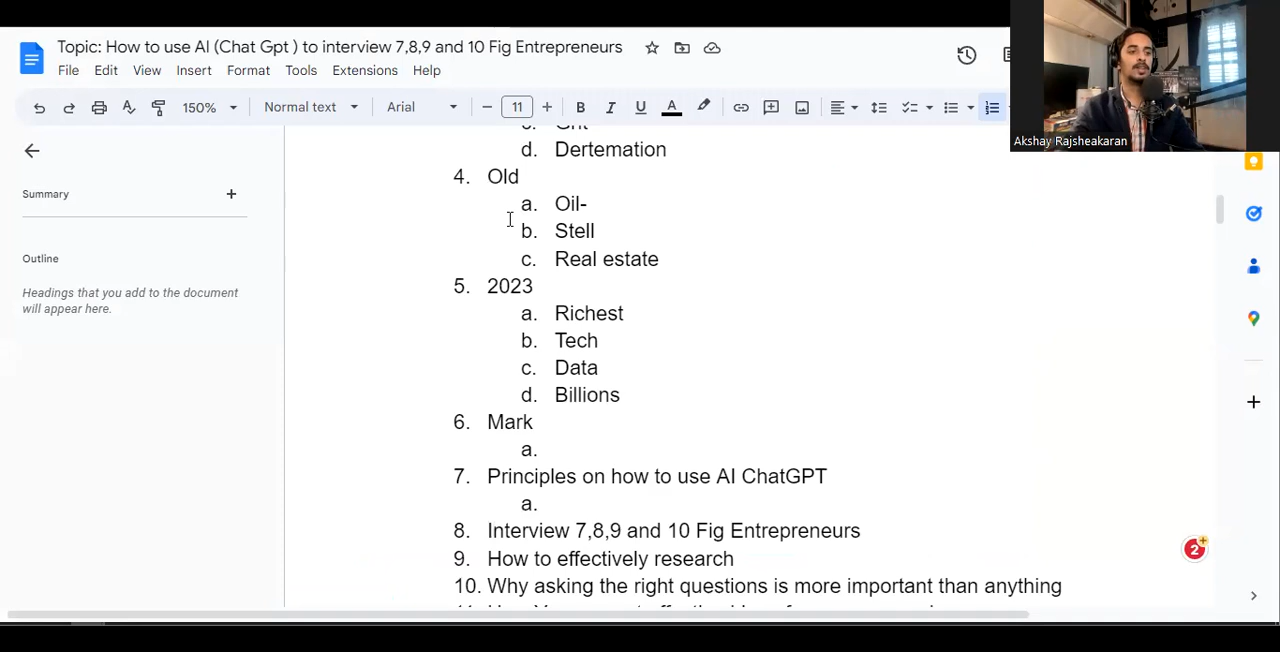 Topic: How to use AI (Chat Gpt ) to interview 7,8,9 and 10 Fig Entrepreneurs
File Edit View Insert Format Tools Extensions Help
150% Normal text Arial 11 B I U A
Akshay Rajsheakaran
Summary
Outline
Headings that you add to the document
will appear here.
d. Dertemation
4. Old
a. Oil-
b. Stell
c. Real estate
5. 2023
a. Richest
b. Tech
c. Data
d. Billions
6. Mark
a.
7. Principles on how to use AI ChatGPT
a.
8. Interview 7,8,9 and 10 Fig Entrepreneurs
9. How to effectively research
10. Why asking the right questions is more important than anything
2